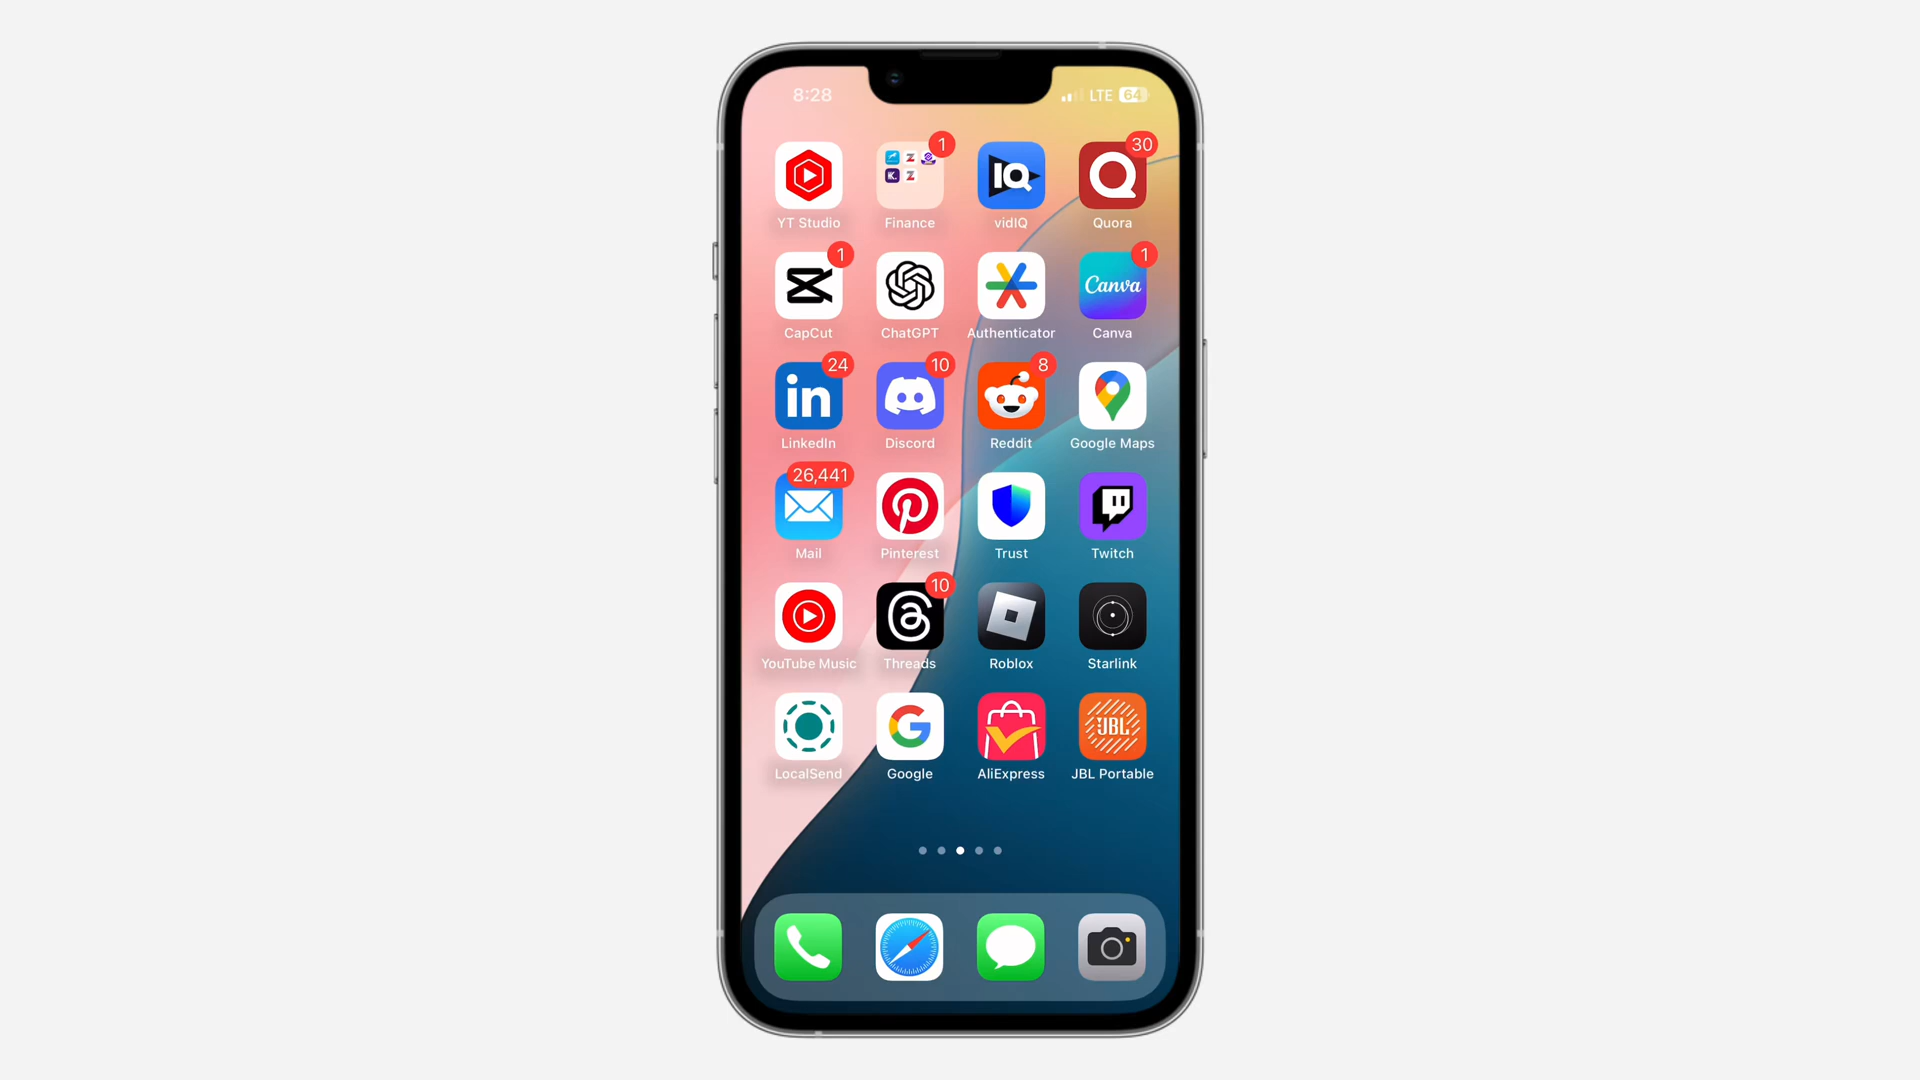 8:28 LTE 64
1 30
IQ
YT Studio Finance vidIQ Quora
1 1
Canva
CapCut ChatGPT Authenticator Canva
24 10 8
in
LinkedIn Discord Reddit Google Maps
26,441
Mail Pinterest Trust Twitch
10
YouTube Music Threads Roblox Starlink
JBL
LocalSend Google AliExpress JBL Portable